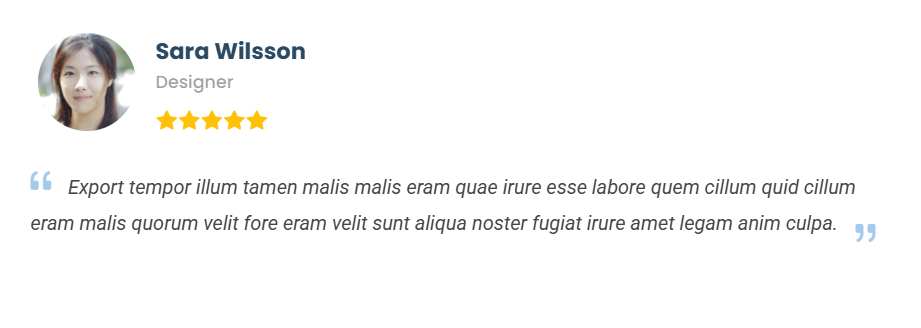 Sara Wilsson
Designer
“ Export tempor illum tamen malis malis eram quae irure esse labore quem cillum quid cillum
eram malis quorum velit fore eram velit sunt aliqua noster fugiat irure amet legam anim culpa. ”